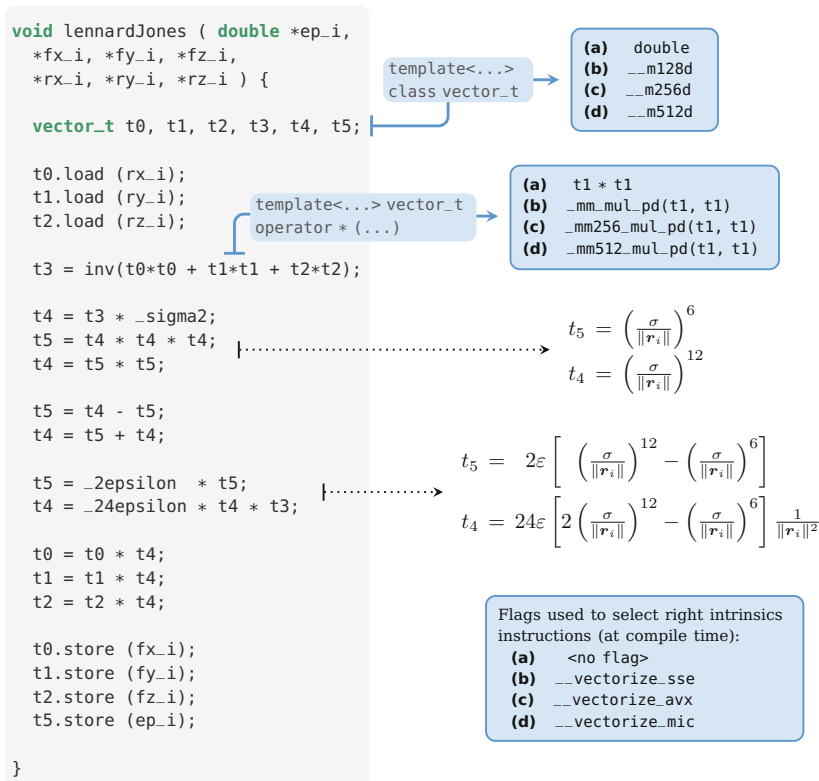 void lennardJones ( double *ep_i,
*fx_i, *fy_i, *fz_i,
*rx_i, *ry_i, *rz_i ) {
vector_t t0, t1, t2, t3, t4, t5;
t0.load (rx_i);
t1.load (ry_i);
t2.load (rz_i);
t3 = inv(t0*t0 + t1*t1 + t2*t2);
t4 = t3 * _sigma2;
t5 = t4 * t4 * t4;
t4 = t5 * t5;
t5 = t4 - t5;
t4 = t5 + t4;
t5 = _2epsilon  * t5;
t4 = _24epsilon * t4 * t3;
t0 = t0 * t4;
t1 = t1 * t4;
t2 = t2 * t4;
t0.store (fx_i);
t1.store (fy_i);
t2.store (fz_i);
t5.store (ep_i);
}
template<...>
class vector_t
(a) double
(b) __m128d
(c) __m256d
(d) __m512d
template<...> vector_t
operator * (...)
(a) t1 * t1
(b) _mm_mul_pd(t1, t1)
(c) _mm256_mul_pd(t1, t1)
(d) _mm512_mul_pd(t1, t1)
t₅ = (σ/‖r_i‖)^6
t₄ = (σ/‖r_i‖)^12
t₅ = 2ε [ (σ/‖r_i‖)^12 − (σ/‖r_i‖)^6 ]
t₄ = 24ε [ 2 (σ/‖r_i‖)^12 − (σ/‖r_i‖)^6 ] 1/‖r_i‖²
Flags used to select right intrinsics
instructions (at compile time):
(a) <no flag>
(b) __vectorize_sse
(c) __vectorize_avx
(d) __vectorize_mic